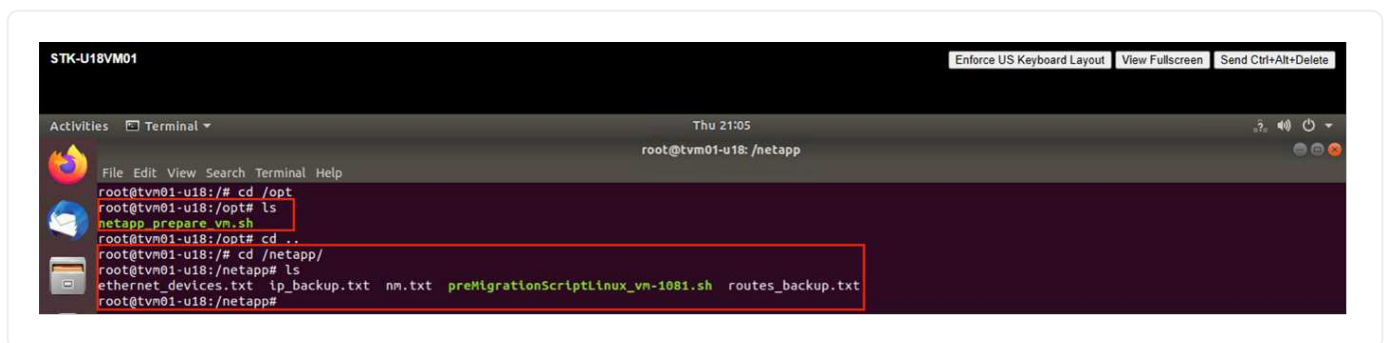 STK-U18VM01 Enforce US Keyboard Layout View Fullscreen Send Ctrl+Alt+Delete
Activities Terminal Thu 21:05
root@tvm01-u18: /netapp
File Edit View Search Terminal Help
root@tvm01-u18:/# cd /opt
root@tvm01-u18:/opt# ls
netapp_prepare_vm.sh
root@tvm01-u18:/opt# cd ..
root@tvm01-u18:/# cd /netapp/
root@tvm01-u18:/netapp# ls
ethernet_devices.txt ip_backup.txt nm.txt preMigrationScriptLinux_vm-1081.sh routes_backup.txt
root@tvm01-u18:/netapp#